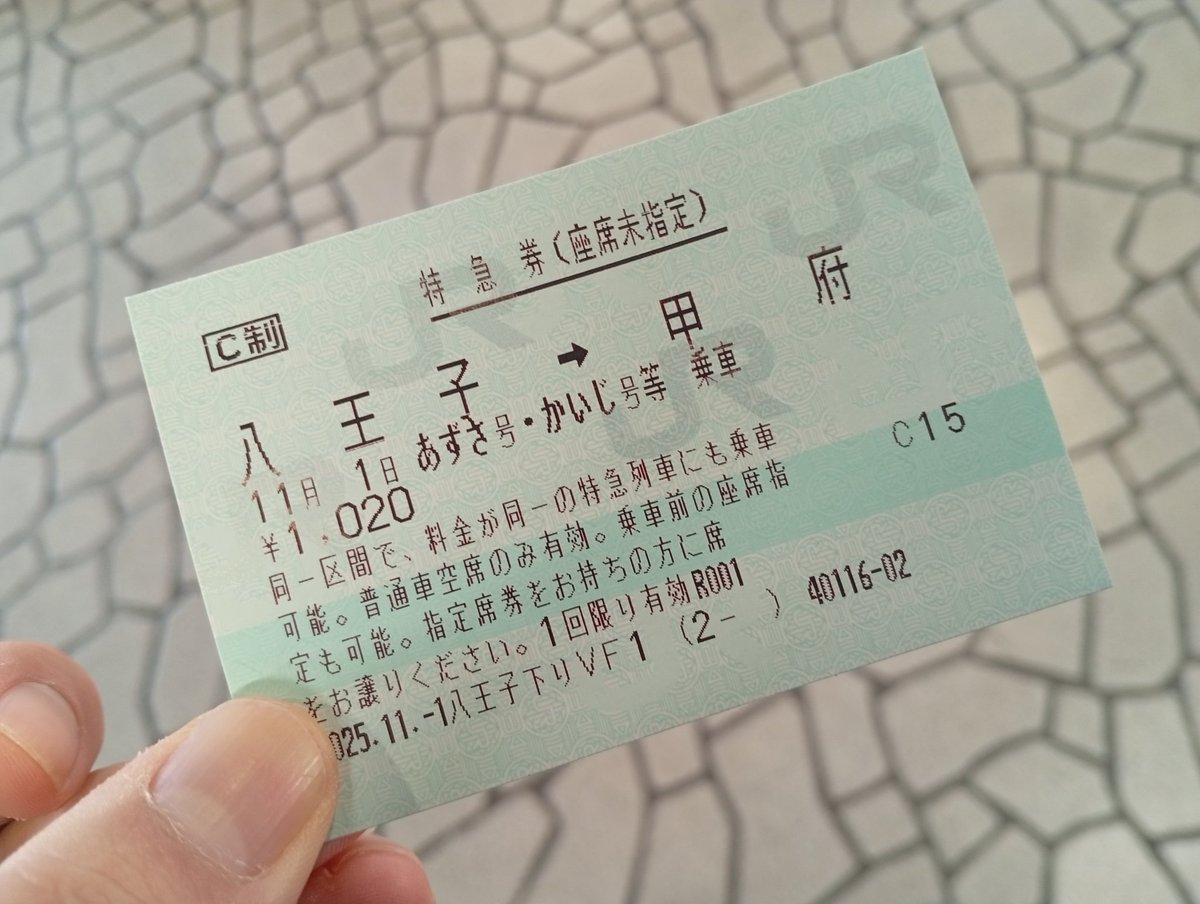 特急券(座席未指定)
C制
八王子 → 甲府
11月 1日 あずさ号・かいじ号等 乗車
¥1,020 C15
同一区間で、料金が同一の特急列車にも乗車
可能。普通車空席のみ有効。乗車前の座席指
定も可能。指定席券をお持ちの方に席
をお譲りください。1回限り有効R001
025.11.-1八王子下りVF1 (2- ) 40116-02
JR
JR
JR